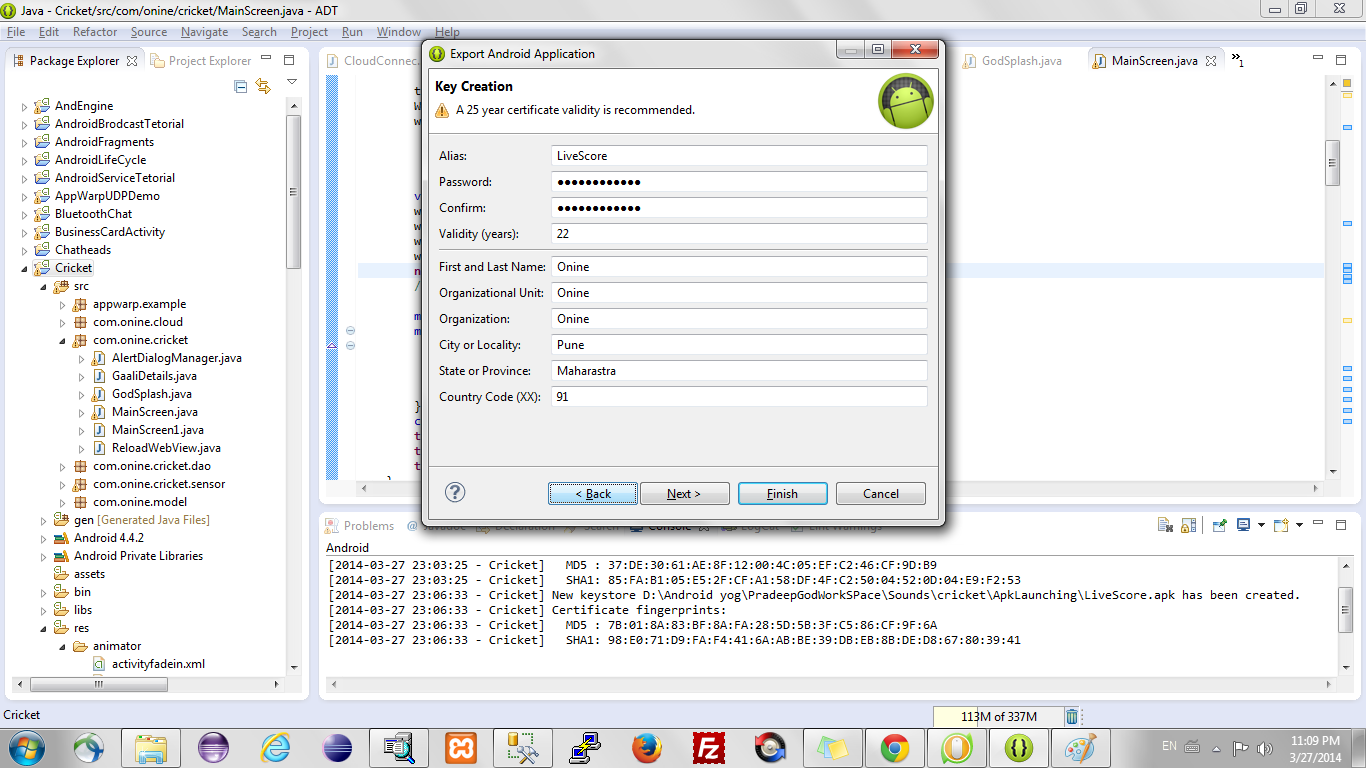 Java - Cricket/src/com/onine/cricket/MainScreen.java - ADT
File Edit Refactor Source Navigate Search Project Run Window Help
Package Explorer Project Explorer
AndEngine
AndroidBrodcastTetorial
AndroidFragments
AndroidLifeCycle
AndroidServiceTetorial
AppWarpUDPDemo
BluetoothChat
BusinessCardActivity
Chatheads
Cricket
src
appwarp.example
com.onine.cloud
com.onine.cricket
AlertDialogManager.java
GaaliDetails.java
GodSplash.java
MainScreen.java
MainScreen1.java
ReloadWebView.java
com.onine.cricket.dao
com.onine.cricket.sensor
com.onine.model
gen [Generated Java Files]
Android 4.4.2
Android Private Libraries
assets
bin
libs
res
animator
activityfadein.xml
CloudConnec
GodSplash.java
MainScreen.java
»1
Export Android Application
Key Creation
A 25 year certificate validity is recommended.
Alias: LiveScore
Password: ●●●●●●●●●●●●
Confirm: ●●●●●●●●●●●●
Validity (years): 22
First and Last Name: Onine
Organizational Unit: Onine
Organization: Onine
City or Locality: Pune
State or Province: Maharastra
Country Code (XX): 91
? < Back Next > Finish Cancel
Problems @ Javadoc Declaration Search Console LogCat Lint Warnings
Android
[2014-03-27 23:03:25 - Cricket] MD5 : 37:DE:30:61:AE:8F:12:00:4C:05:EF:C2:46:CF:9D:B9
[2014-03-27 23:03:25 - Cricket] SHA1: 85:FA:B1:05:E5:2F:CF:A1:58:DF:4F:C2:50:04:52:0D:04:E9:F2:53
[2014-03-27 23:06:33 - Cricket] New keystore D:\Android yog\PradeepGodWorkSPace\Sounds\cricket\ApkLaunching\LiveScore.apk has been created.
[2014-03-27 23:06:33 - Cricket] Certificate fingerprints:
[2014-03-27 23:06:33 - Cricket] MD5 : 7B:01:8A:83:BF:8A:FA:28:5D:5B:3F:C5:86:CF:9F:6A
[2014-03-27 23:06:33 - Cricket] SHA1: 98:E0:71:D9:FA:F4:41:6A:AB:BE:39:DB:EB:8B:DE:D8:67:80:39:41
Cricket
113M of 337M
EN
11:09 PM
3/27/2014